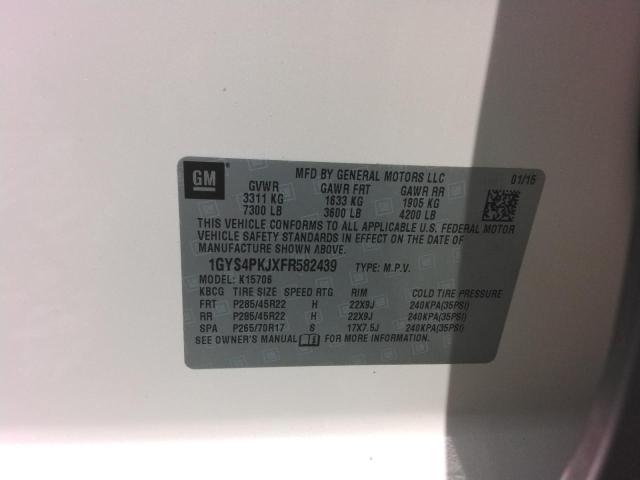 GM
MFD BY GENERAL MOTORS LLC 01/15
GVWR GAWR FRT GAWR RR
3311 KG 1633 KG 1905 KG
7300 LB 3600 LB 4200 LB
THIS VEHICLE CONFORMS TO ALL APPLICABLE U.S. FEDERAL MOTOR
VEHICLE SAFETY STANDARDS IN EFFECT ON THE DATE OF
MANUFACTURE SHOWN ABOVE.
1GYS4PKJXFR582439 TYPE: M.P.V.
MODEL: K15706
KBCG TIRE SIZE SPEED RTG RIM COLD TIRE PRESSURE
FRT P285/45R22 H 22X9J 240KPA(35PSI)
RR P285/45R22 H 22X9J 240KPA(35PSI)
SPA P265/70R17 S 17X7.5J 240KPA(35PSI)
SEE OWNER'S MANUAL FOR MORE INFORMATION.